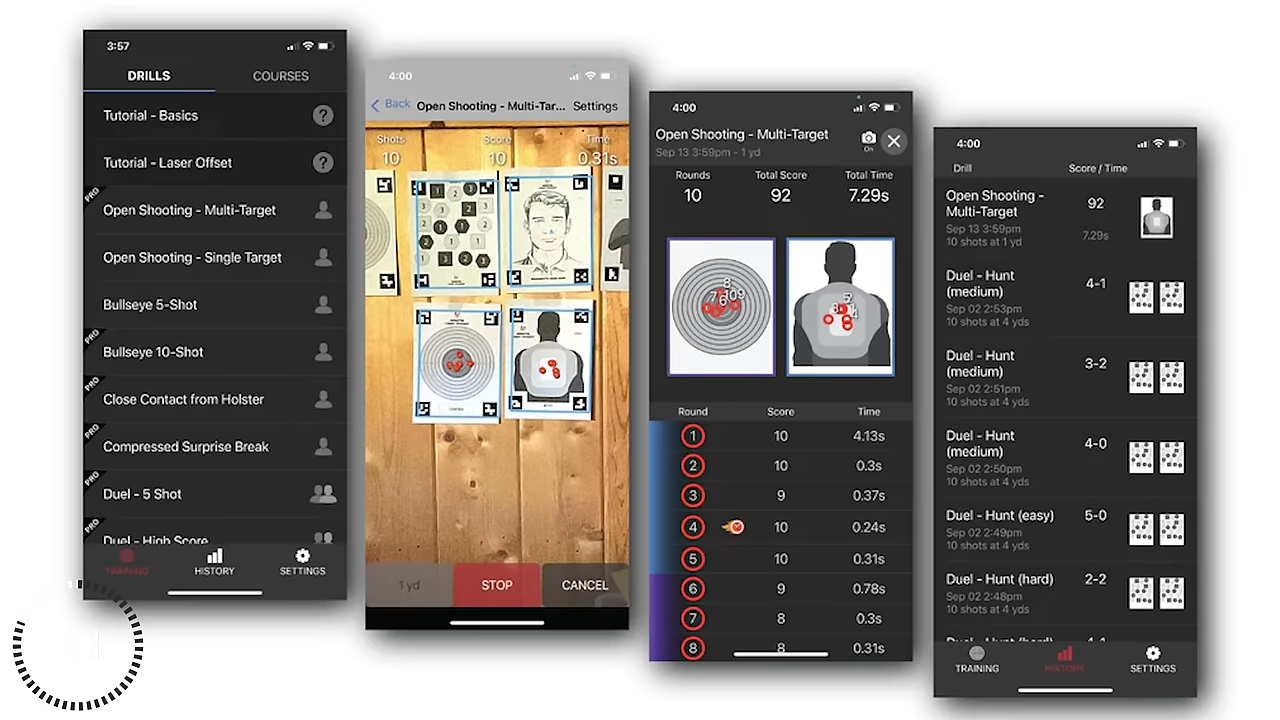 3:57
DRILLS
COURSES
Tutorial - Basics
?
Tutorial - Laser Offset
?
PRO
Open Shooting - Multi-Target
Open Shooting - Single Target
Bullseye 5-Shot
PRO
Bullseye 10-Shot
PRO
Close Contact from Holster
PRO
Compressed Surprise Break
PRO
Duel - 5 Shot
PRO
Duel - High Score
TRAINING
HISTORY
SETTINGS
4:00
Back
Open Shooting - Multi-Tar...
Settings
Shots
Score
Time
10
10
0.31s
1 yd
STOP
CANCEL
4:00
Open Shooting - Multi-Target
Sep 13 3:59pm - 1 yd
On
Rounds
Total Score
Total Time
10
92
7.29s
Round
Score
Time
1
10
4.13s
2
10
0.3s
3
9
0.37s
4
10
0.24s
5
10
0.31s
6
9
0.78s
7
8
0.3s
8
8
0.31s
4:00
Drill
Score / Time
Open Shooting -
Multi-Target
92
Sep 13 3:59pm
7.29s
10 shots at 1 yd
Duel - Hunt
(medium)
4-1
Sep 02 2:53pm
10 shots at 4 yds
Duel - Hunt
(medium)
3-2
Sep 02 2:51pm
10 shots at 4 yds
Duel - Hunt
(medium)
4-0
Sep 02 2:50pm
10 shots at 4 yds
Duel - Hunt (easy)
5-0
Sep 02 2:49pm
10 shots at 4 yds
Duel - Hunt (hard)
2-2
Sep 02 2:48pm
10 shots at 4 yds
Duel - Hunt (hard)
4-1
TRAINING
HISTORY
SETTINGS